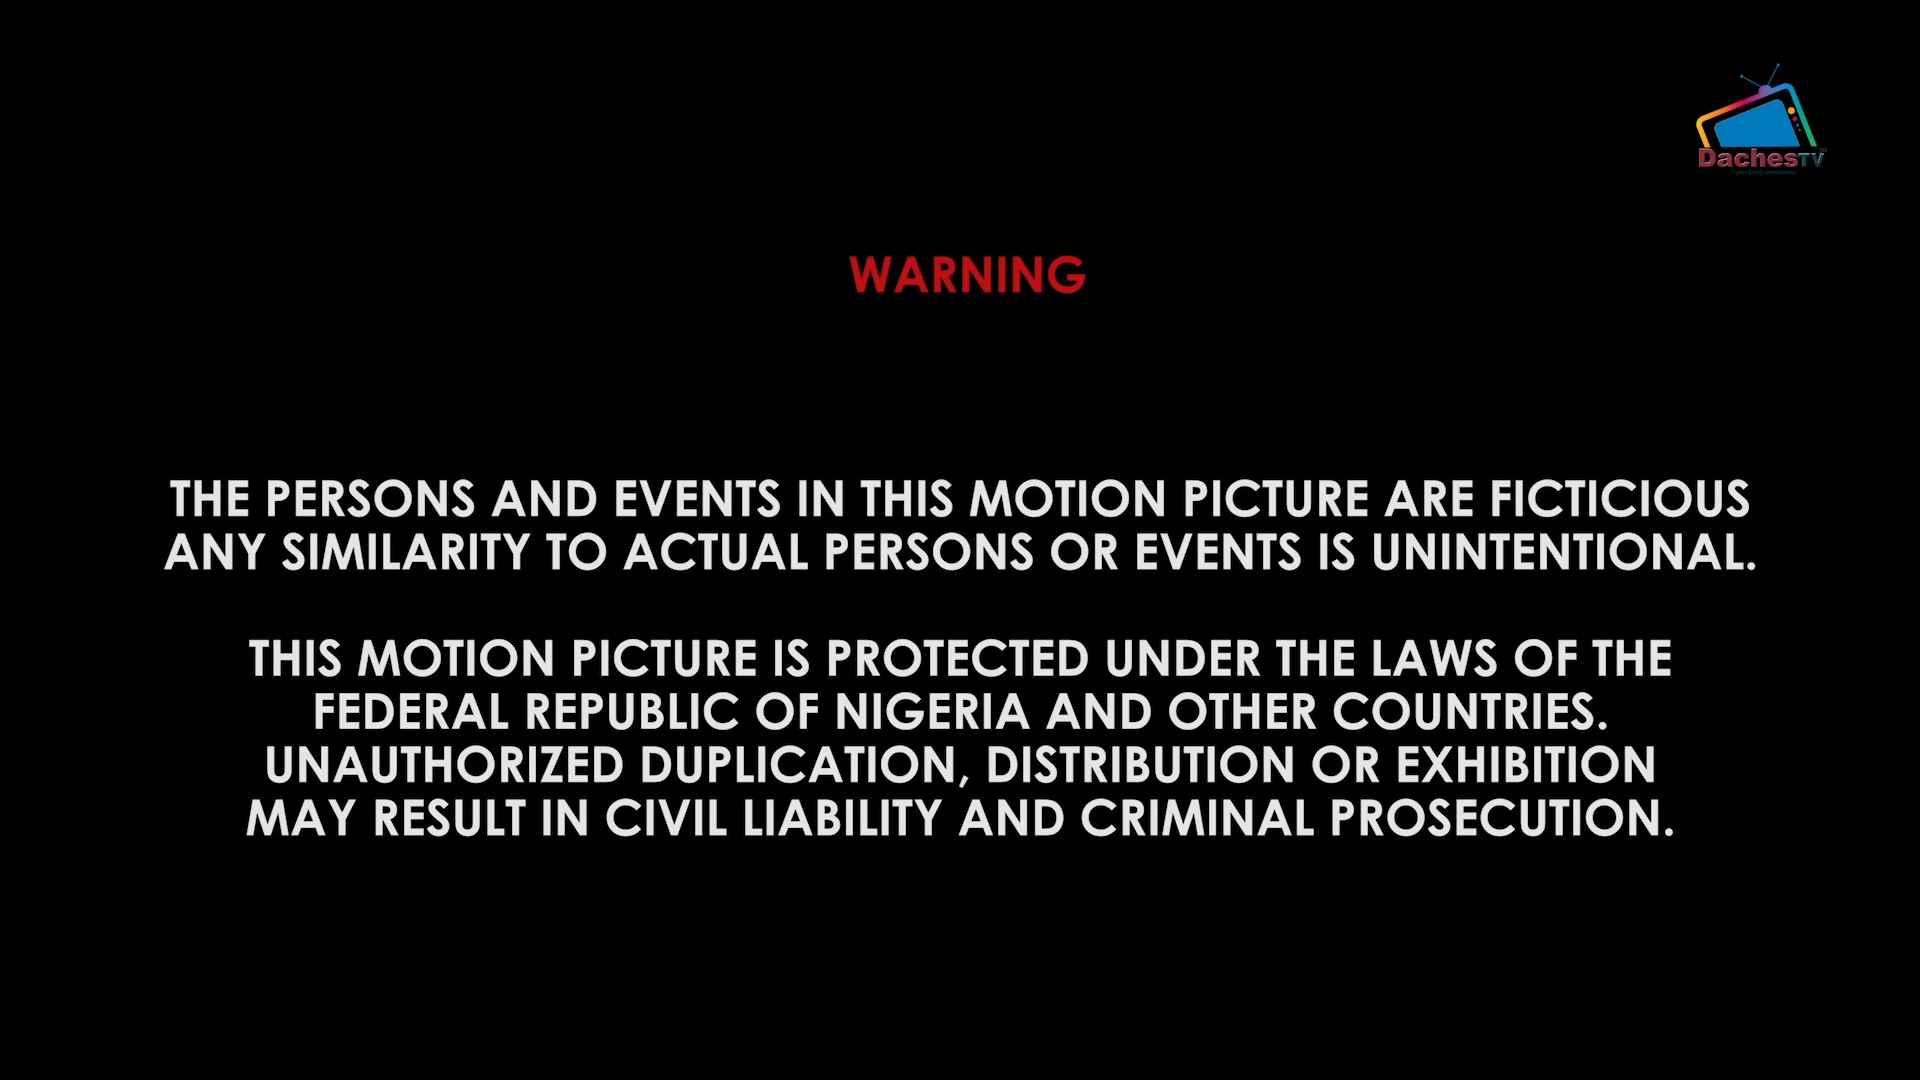 DachesTV
WARNING
THE PERSONS AND EVENTS IN THIS MOTION PICTURE ARE FICTICIOUS
ANY SIMILARITY TO ACTUAL PERSONS OR EVENTS IS UNINTENTIONAL.
THIS MOTION PICTURE IS PROTECTED UNDER THE LAWS OF THE
FEDERAL REPUBLIC OF NIGERIA AND OTHER COUNTRIES.
UNAUTHORIZED DUPLICATION, DISTRIBUTION OR EXHIBITION
MAY RESULT IN CIVIL LIABILITY AND CRIMINAL PROSECUTION.